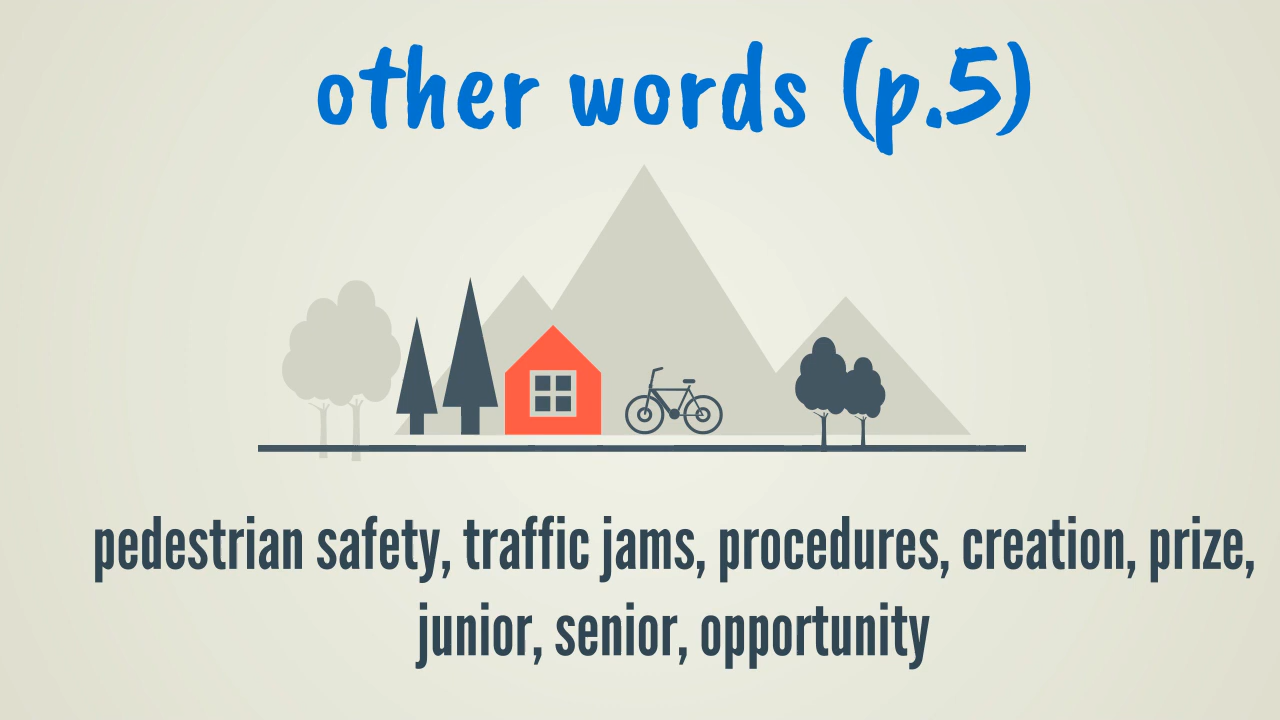 other words (p.5)
pedestrian safety, traffic jams, procedures, creation, prize,
junior, senior, opportunity